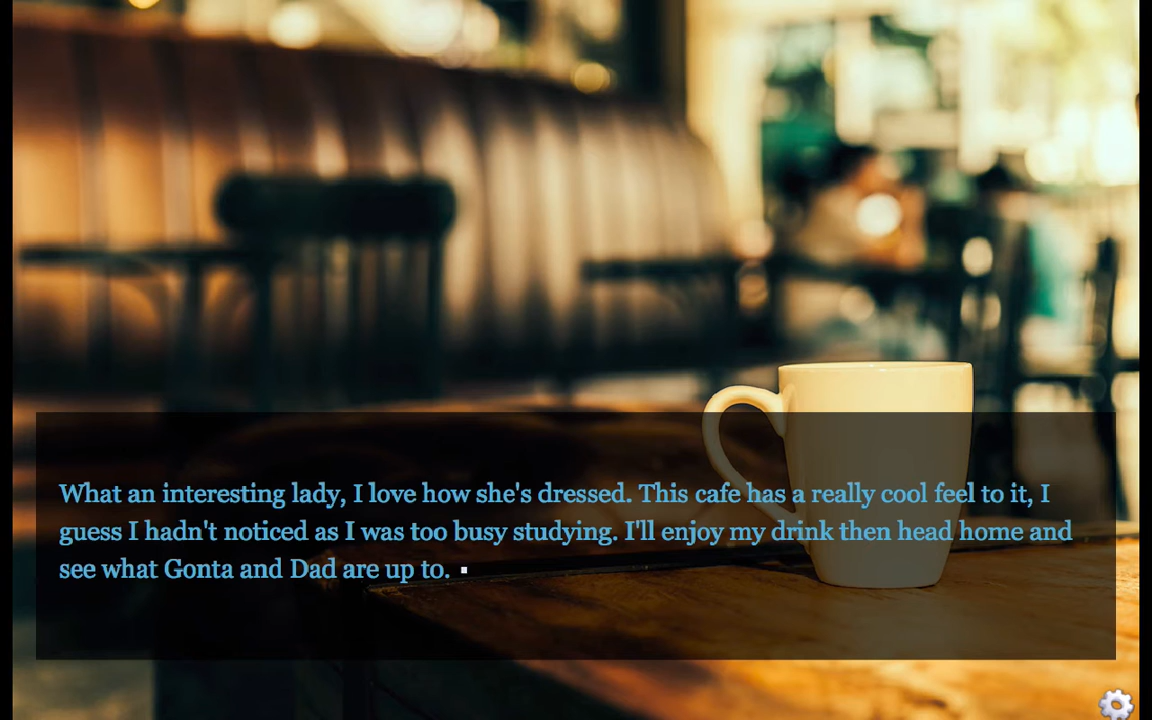 What an interesting lady, I love how she's dressed. This cafe has a really cool feel to it, I
guess I hadn't noticed as I was too busy studying. I'll enjoy my drink then head home and
see what Gonta and Dad are up to.